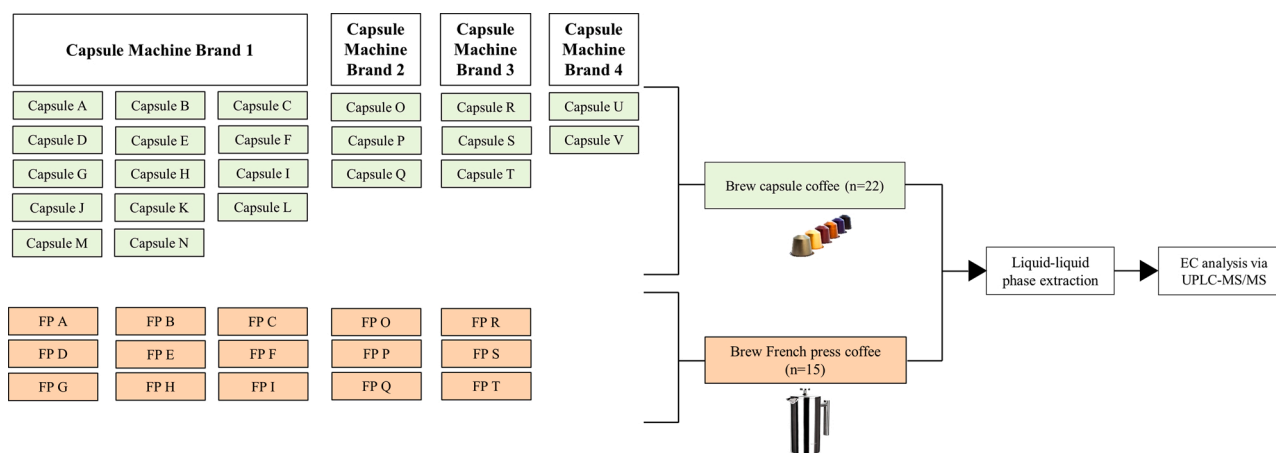 Capsule Machine Brand 1
Capsule
Machine
Brand 2
Capsule
Machine
Brand 3
Capsule
Machine
Brand 4
Capsule A
Capsule B
Capsule C
Capsule O
Capsule R
Capsule U
Capsule D
Capsule E
Capsule F
Capsule P
Capsule S
Capsule V
Capsule G
Capsule H
Capsule I
Capsule Q
Capsule T
Capsule J
Capsule K
Capsule L
Capsule M
Capsule N
Brew capsule coffee (n=22)
Liquid-liquid
phase extraction
EC analysis via
UPLC-MS/MS
FP A
FP B
FP C
FP O
FP R
FP D
FP E
FP F
FP P
FP S
FP G
FP H
FP I
FP Q
FP T
Brew French press coffee
(n=15)